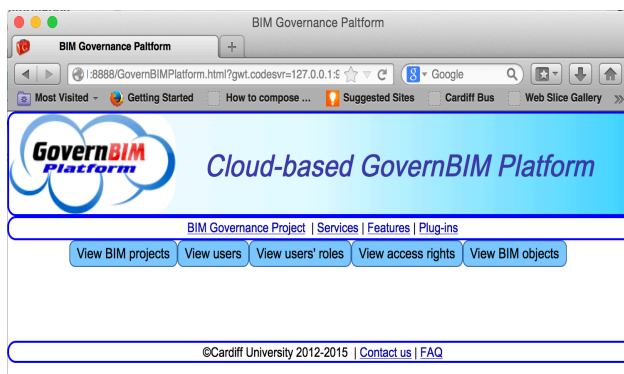 BIM Governance Paltform
BIM Governance Paltform
:8888/GovernBIMPlatform.html?gwt.codesvr=127.0.0.1:9
Google
Most Visited
Getting Started
How to compose ...
Suggested Sites
Cardiff Bus
Web Slice Gallery
GovernBIM
Platform
Cloud-based GovernBIM Platform
BIM Governance Project | Services | Features | Plug-ins
View BIM projects
View users
View users' roles
View access rights
View BIM objects
©Cardiff University 2012-2015 | Contact us | FAQ